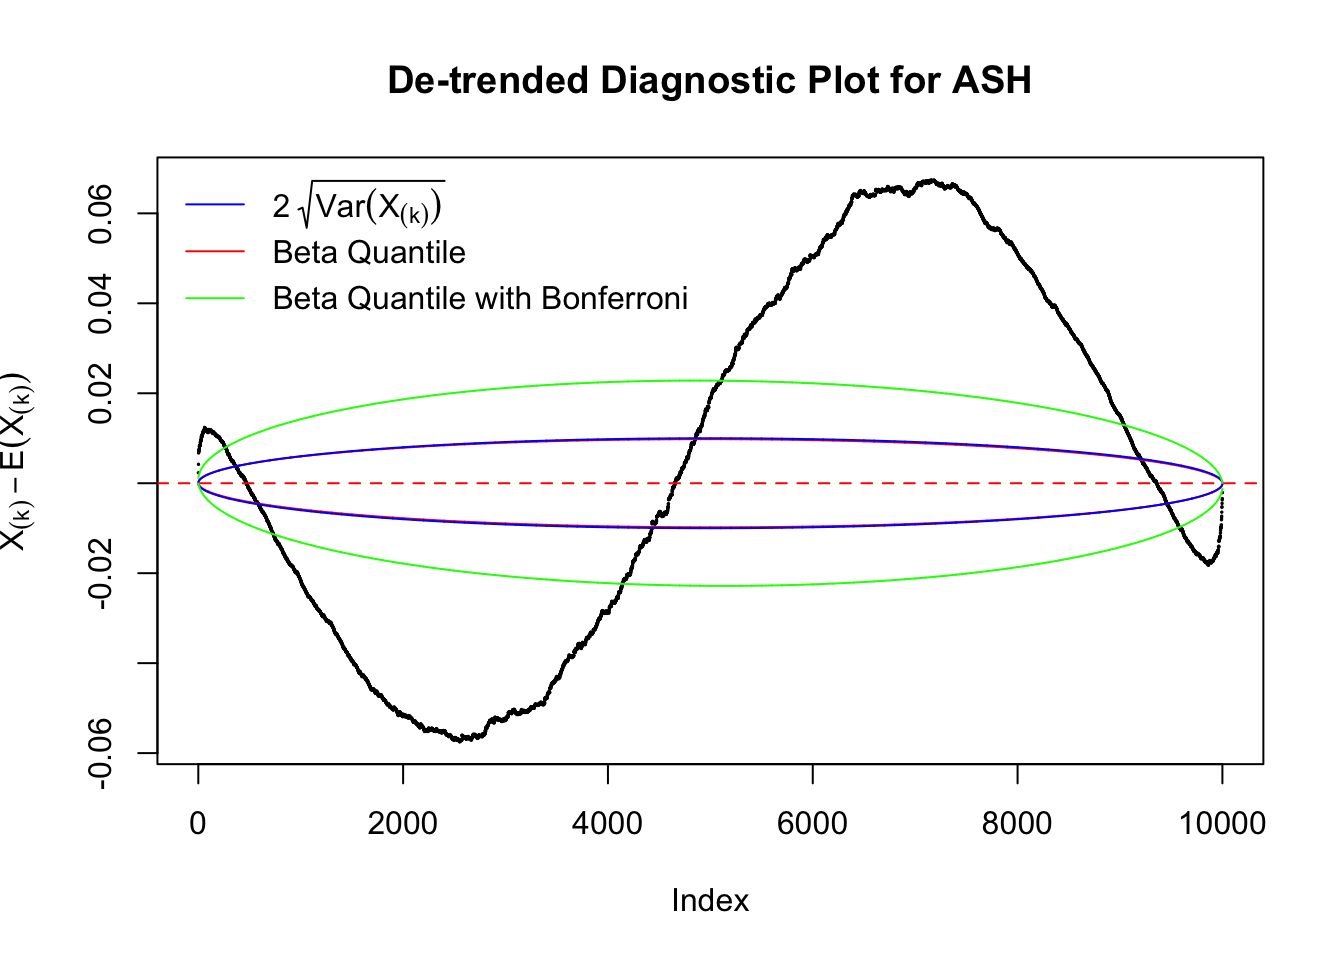 De-trended Diagnostic Plot for ASH
2√Var(X(k))
Beta Quantile
Beta Quantile with Bonferroni
X(k) − E(X(k))
0.06
0.04
0.02
-0.02
-0.06
0 2000 4000 6000 8000 10000
Index